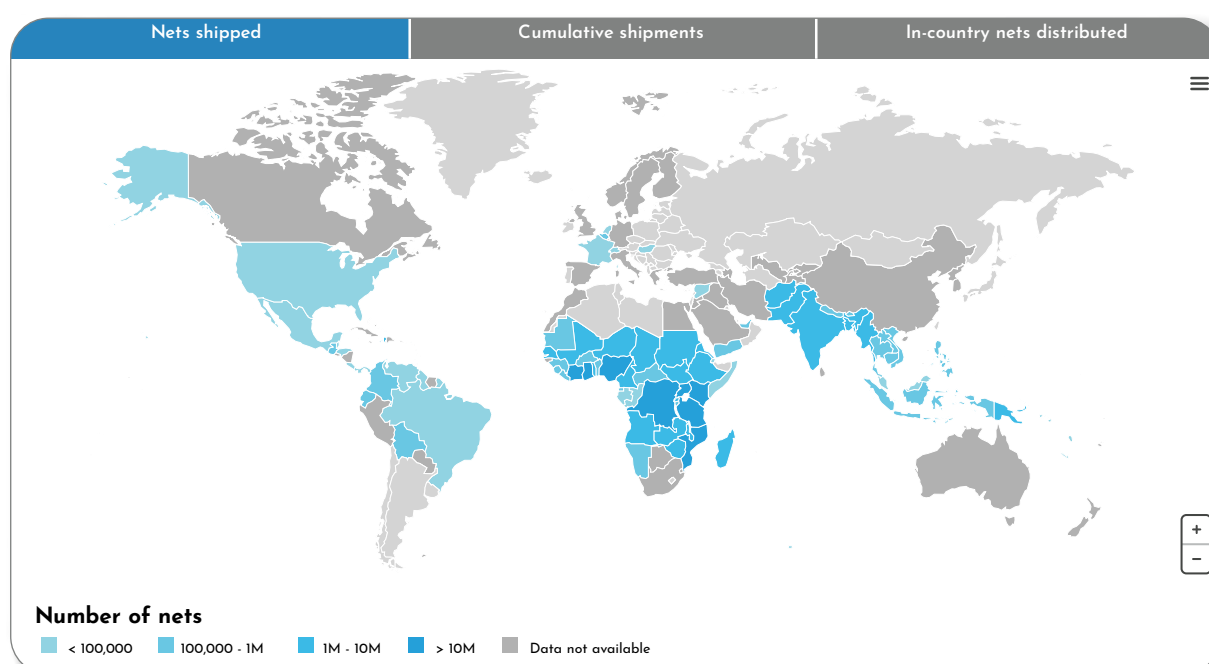 Nets shipped
Cumulative shipments
In-country nets distributed
+
−
Number of nets
< 100,000
100,000 - 1M
1M - 10M
> 10M
Data not available